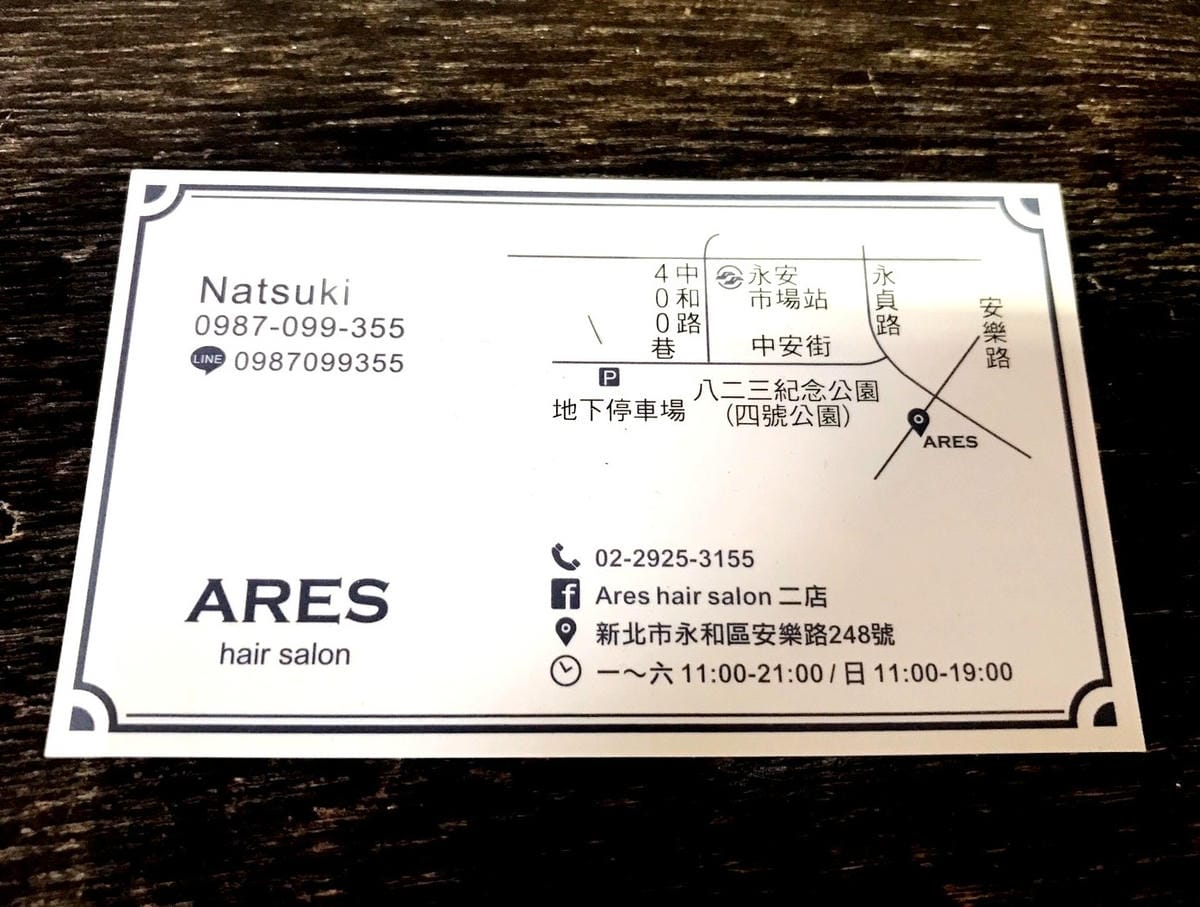 Natsuki
0987-099-355
LINE 0987099355
中和路
400巷
永安
市場站
中安街
永貞路
安樂路
P
地下停車場
八二三紀念公園
(四號公園)
ARES
ARES
hair salon
02-2925-3155
f Ares hair salon 二店
新北市永和區安樂路248號
一～六 11:00-21:00 / 日 11:00-19:00